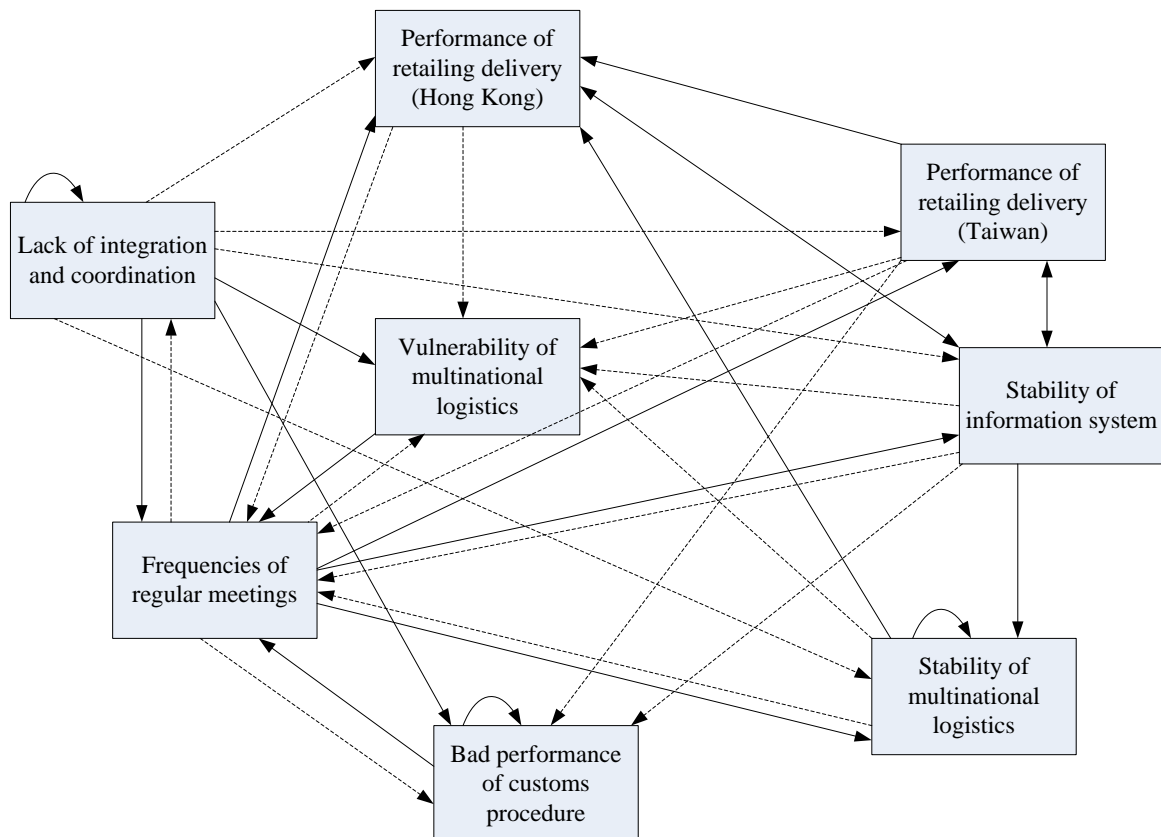 Performance of
retailing delivery
(Hong Kong)
Performance of
retailing delivery
(Taiwan)
Lack of integration
and coordination
Vulnerability of
multinational
logistics
Stability of
information system
Frequencies of
regular meetings
Stability of
multinational
logistics
Bad performance
of customs
procedure